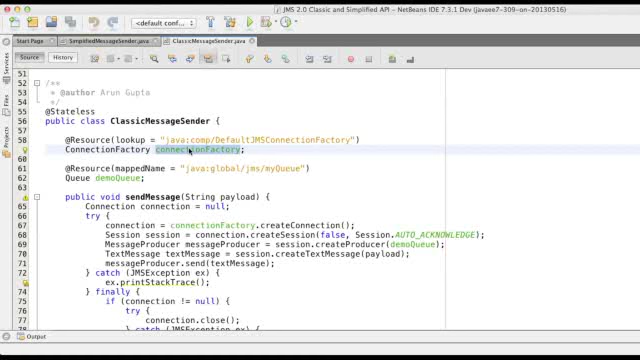 JMS 2.0 Classic and Simplified API - NetBeans IDE 7.3.1 Dev (javaee7-309-on-20130516)
<default conf...
Start Page SimplifiedMessageSender.java ClassicMessageSender.java
Source History
Services
Files
Projects
51
52 /**
53 * @author Arun Gupta
54 */
55 @Stateless
56 public class ClassicMessageSender {
57
58 @Resource(lookup = "java:comp/DefaultJMSConnectionFactory")
ConnectionFactory connectionFactory;
60
61 @Resource(mappedName = "java:global/jms/myQueue")
62 Queue demoQueue;
63
public void sendMessage(String payload) {
65 Connection connection = null;
66 try {
67 connection = connectionFactory.createConnection();
68 Session session = connection.createSession(false, Session.AUTO_ACKNOWLEDGE);
69 MessageProducer messageProducer = session.createProducer(demoQueue);
70 TextMessage textMessage = session.createTextMessage(payload);
71 messageProducer.send(textMessage);
72 } catch (JMSException ex) {
ex.printStackTrace();
74 } finally {
75 if (connection != null) {
76 try {
77 connection.close();
78 } catch (JMSException ex) {
Output